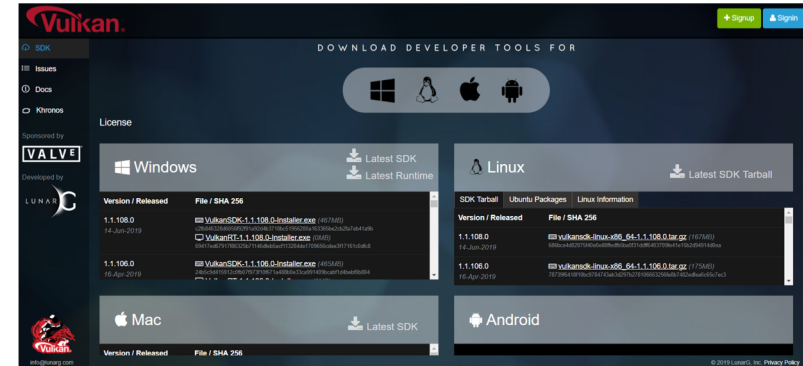 Vulkan.
Signup
Signin
SDK
DOWNLOAD DEVELOPER TOOLS FOR
Issues
Docs
Khronos
License
Sponsored by
VALVE
Developed by
LUNAR G
Windows
Latest SDK
Latest Runtime
Version / Released File / SHA 256
1.1.108.0 VulkanSDK-1.1.108.0-Installer.exe (467MB)
14-Jun-2019
VulkanRT-1.1.108.0-Installer.exe (0MB)
1.1.106.0 VulkanSDK-1.1.106.0-Installer.exe (465MB)
16-Apr-2019
Linux
Latest SDK Tarball
SDK Tarball Ubuntu Packages Linux Information
Version / Released File / SHA 256
1.1.108.0 vulkansdk-linux-x86_64-1.1.108.0.tar.gz (167MB)
14-Jun-2019
1.1.106.0 vulkansdk-linux-x86_64-1.1.106.0.tar.gz (175MB)
16-Apr-2019
Mac
Latest SDK
Version / Released File / SHA 256
Android
Vulkan.
info@lunarg.com
© 2019 LunarG, Inc. Privacy Policy